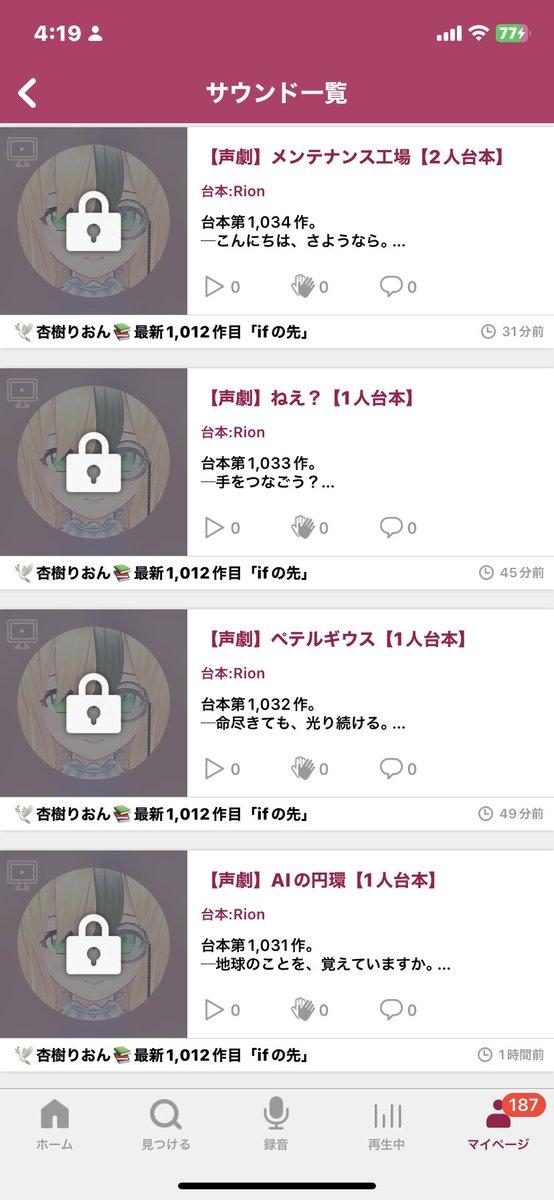 4:19
77
サウンド一覧
【声劇】メンテナンス工場【2人台本】
台本:Rion
台本第1,034作。
─こんにちは、さようなら。...
0 0 0
🕊️杏樹りおん📚最新1,012作目「ifの先」
31分前
【声劇】ねえ？【1人台本】
台本:Rion
台本第1,033作。
─手をつなごう？...
0 0 0
🕊️杏樹りおん📚最新1,012作目「ifの先」
45分前
【声劇】ペテルギウス【1人台本】
台本:Rion
台本第1,032作。
─命尽きても、光り続ける。...
0 0 0
🕊️杏樹りおん📚最新1,012作目「ifの先」
49分前
【声劇】AIの円環【1人台本】
台本:Rion
台本第1,031作。
─地球のことを、覚えていますか。...
0 0 0
🕊️杏樹りおん📚最新1,012作目「ifの先」
1時間前
187
ホーム 見つける 録音 再生中 マイページ